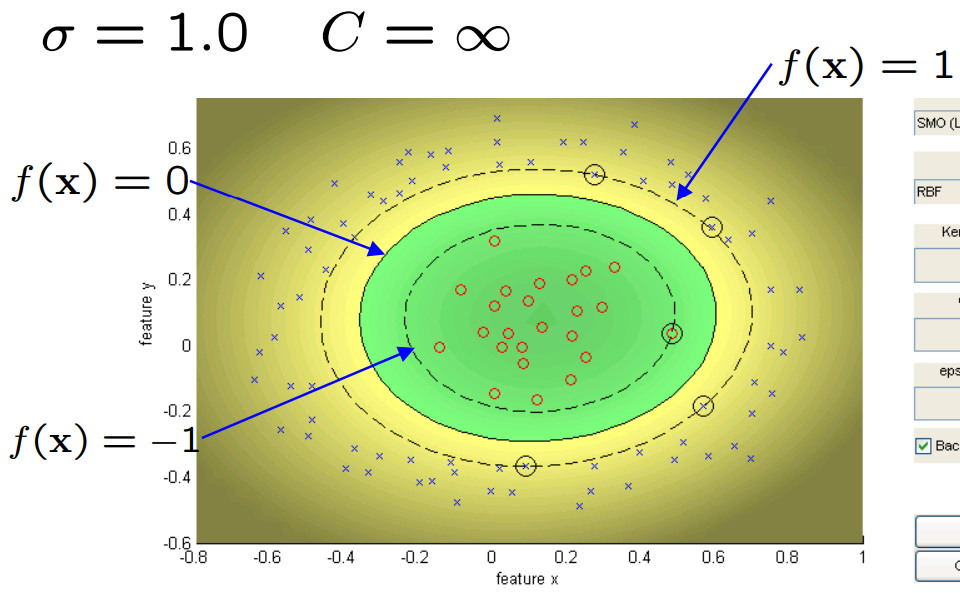 σ = 1.0 C = ∞
f(x) = 1
f(x) = 0
f(x) = −1
0.6
0.4
0.2
0
-0.2
-0.4
-0.6
feature y
-0.8 -0.6 -0.4 -0.2 0 0.2 0.4 0.6 0.8 1
feature x
SMO (L
RBF
Ker
eps
Bac